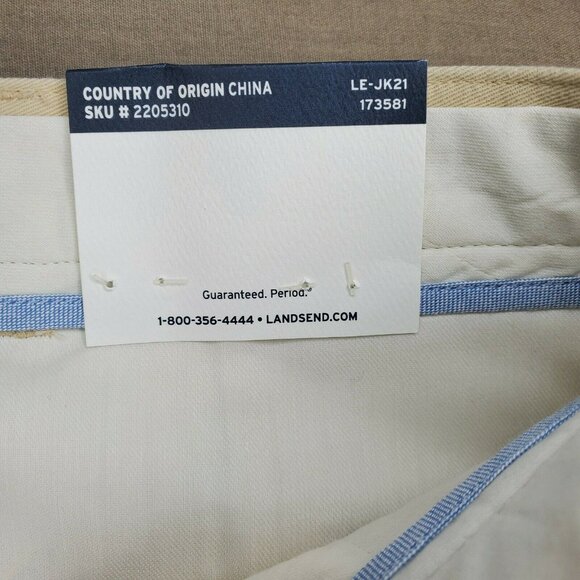 COUNTRY OF ORIGIN CHINA LE-JK21
SKU # 2205310 173581
Guaranteed. Period.®
1-800-356-4444 • LANDSEND.COM